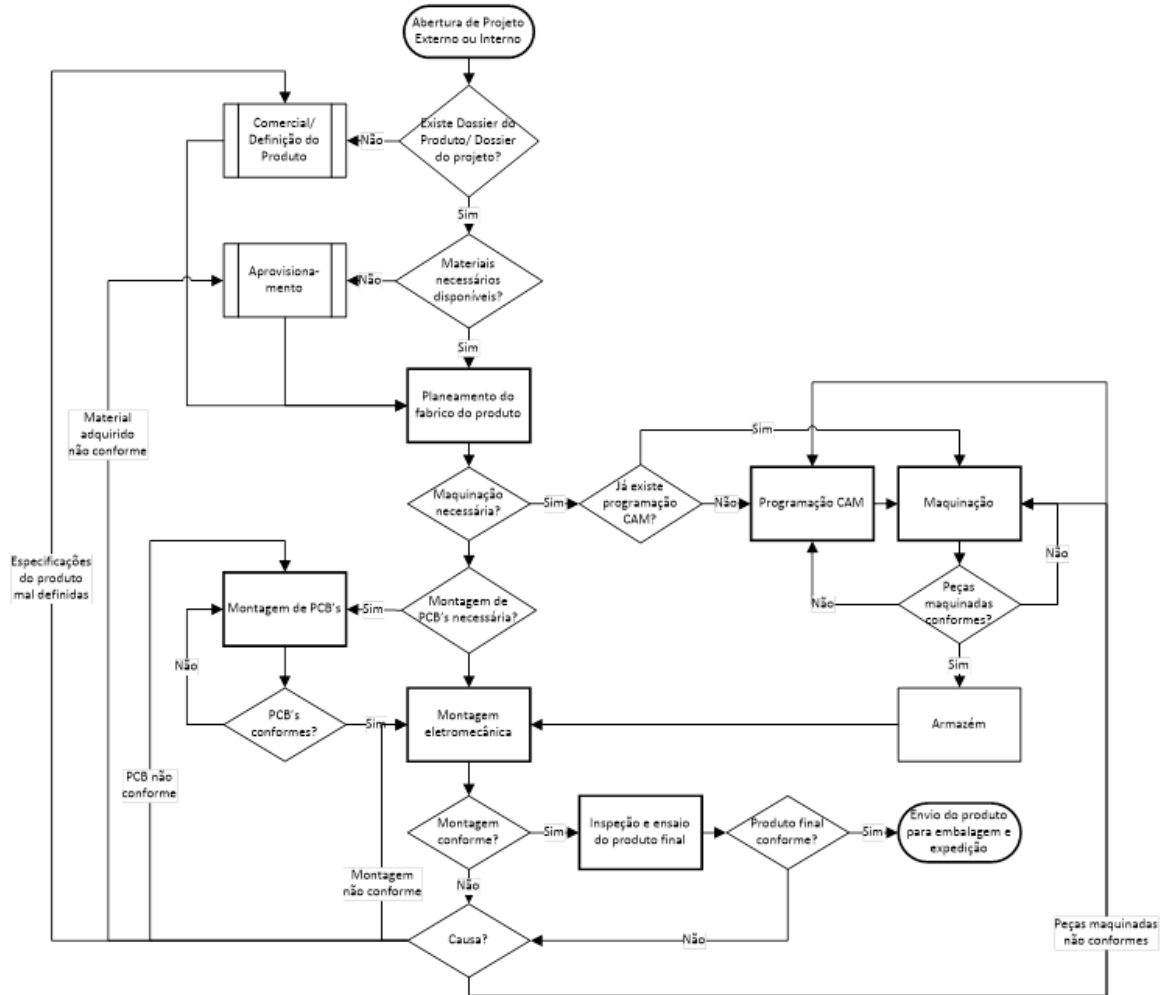 Abertura de Projeto
Externo ou Interno
Existe Dossier do
Produto/ Dossier
do projeto?
Não
Comercial/
Definição do
Produto
Sim
Materiais
necessários
disponíveis?
Não
Aprovisiona-
mento
Sim
Planeamento do
fabrico do produto
Material
adquirido
não conforme
Sim
Maquinação
necessária?
Sim
Já existe
programação
CAM?
Não
Programação CAM
Maquinação
Não
Especificações
do produto
mal definidas
Montagem de PCB's
Sim
Montagem de
PCB's necessária?
Não
Peças
maquinadas
conformes?
Não
Sim
PCB's
conformes?
Sim
Montagem
eletromecânica
Armazém
PCB não
conforme
Montagem
conforme?
Sim
Inspeção e ensaio
do produto final
Produto final
conforme?
Sim
Envio do produto
para embalagem e
expedição
Montagem
não conforme
Não
Causa?
Não
Peças maquinadas
não conformes